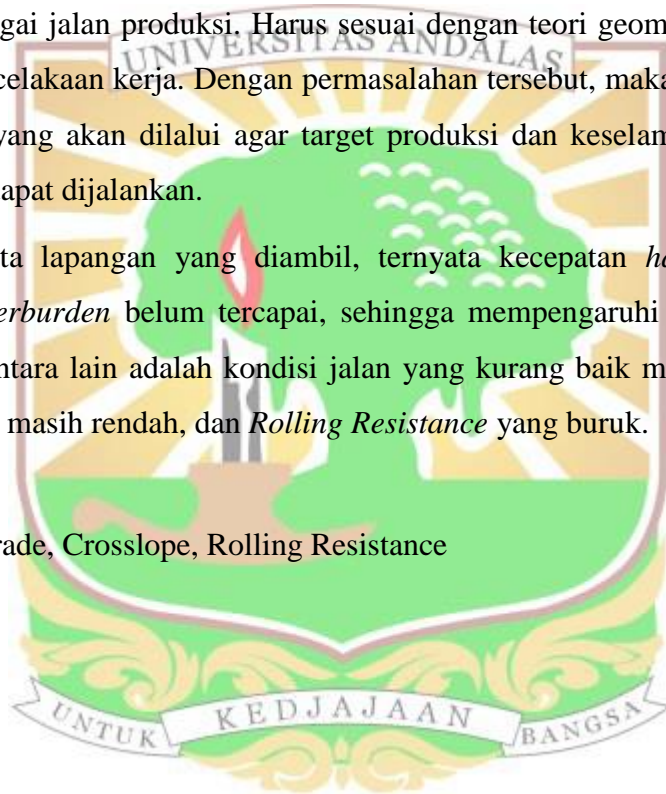 gai jalan produksi. Harus sesuai dengan teori geom
UNIVERSITAS ANDALAS
celakaan kerja. Dengan permasalahan tersebut, maka
yang akan dilalui agar target produksi dan keselam
apat dijalankan.
ta lapangan yang diambil, ternyata kecepatan ha
erburden belum tercapai, sehingga mempengaruhi
ntara lain adalah kondisi jalan yang kurang baik m
masih rendah, dan Rolling Resistance yang buruk.
rade, Crosslope, Rolling Resistance
UNTUK KEDJAJAAN BANGSA